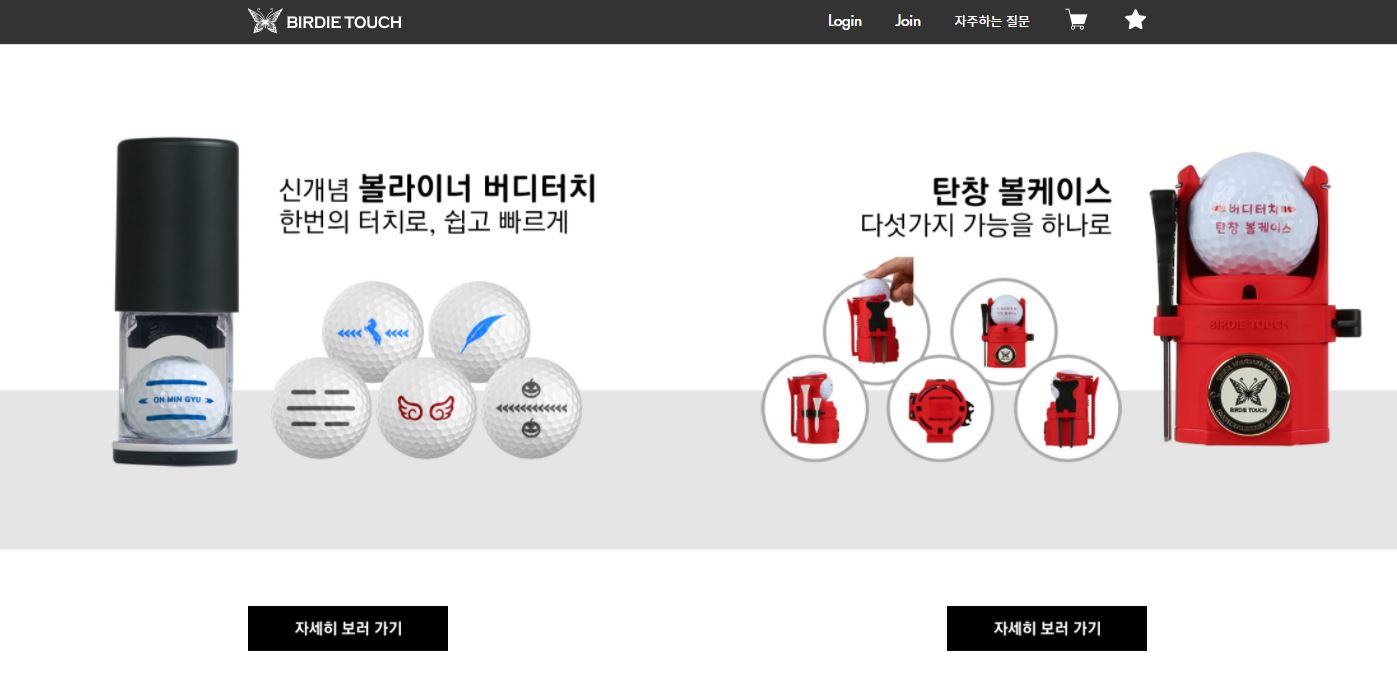 BIRDIE TOUCH
Login
Join
자주하는 질문
신개념 볼라이너 버디터치
한번의 터치로, 쉽고 빠르게
OH MIN GYU
탄창 볼케이스
다섯가지 가능을 하나로
버디터치
탄창 볼케이스
BIRDIE TOUCH
BIRDIE TOUCH
자세히 보러 가기
자세히 보러 가기